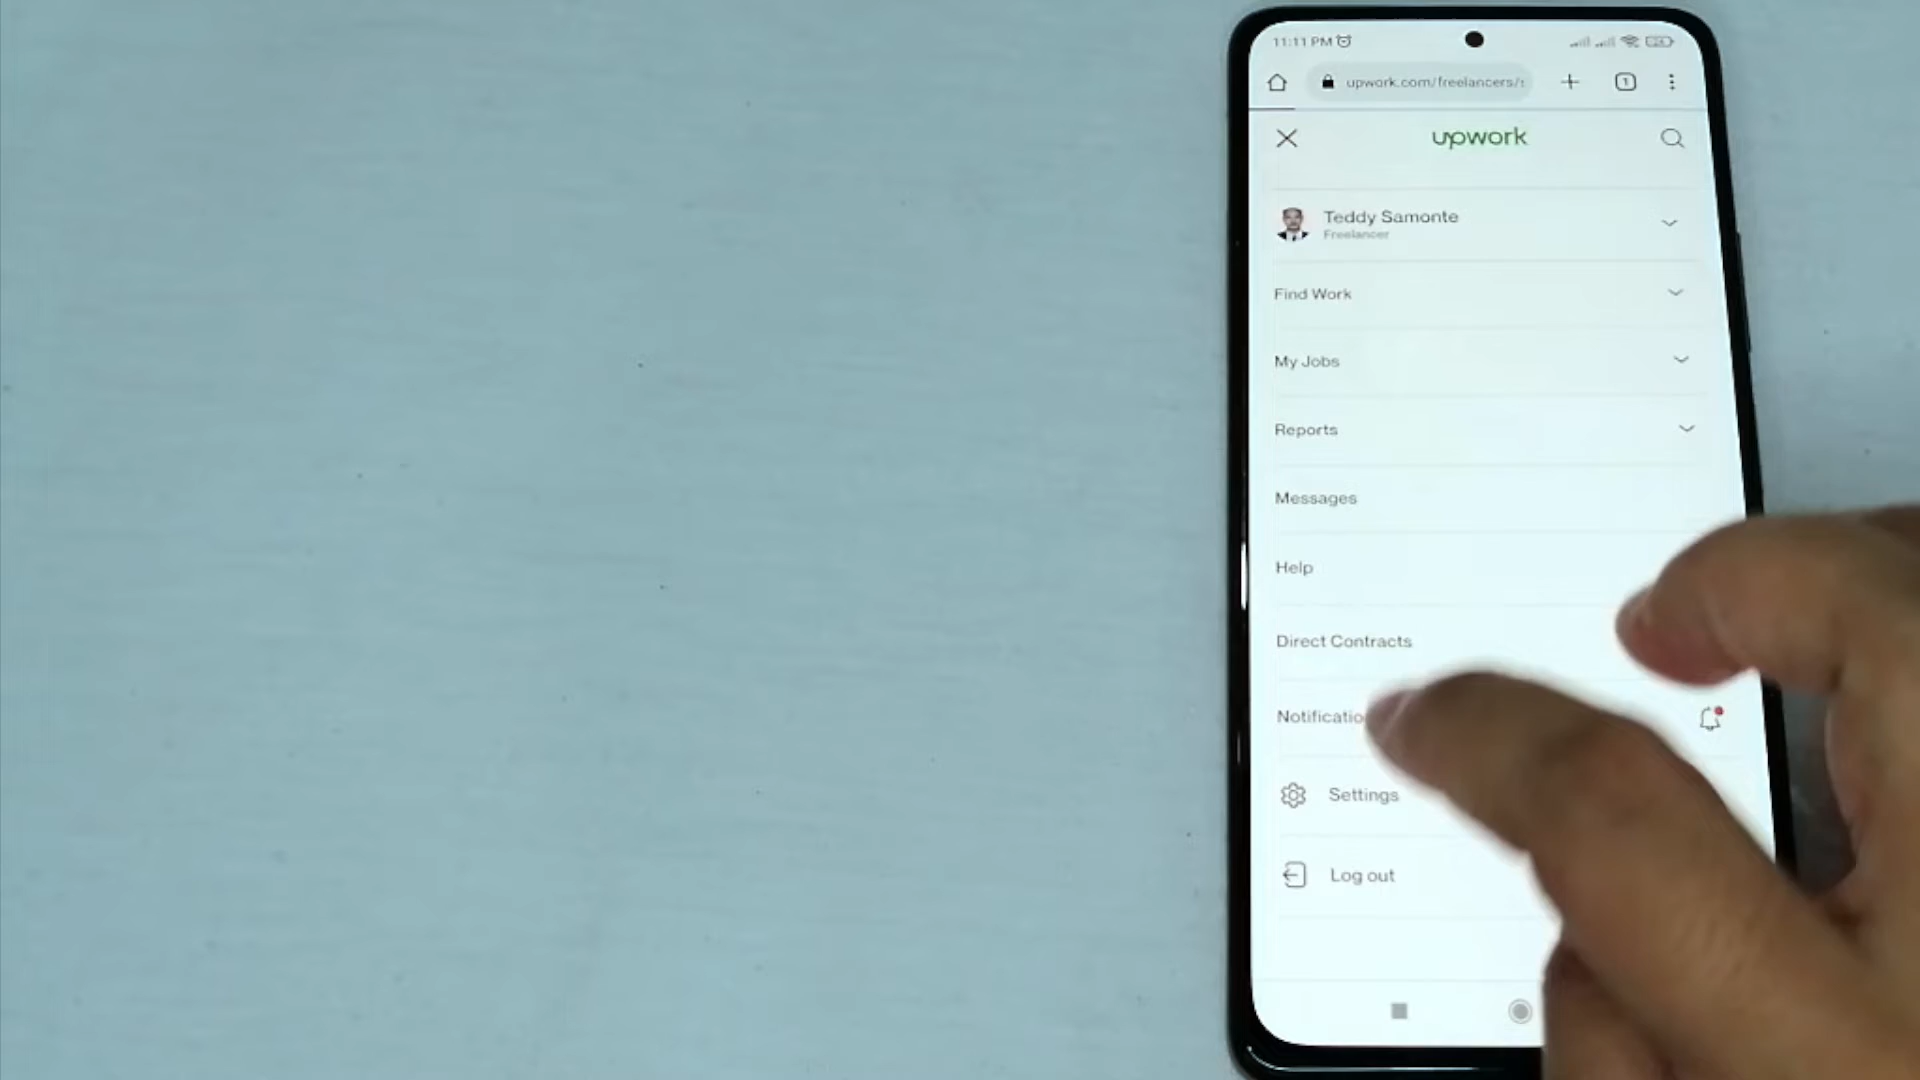 11:11 PM
upwork.com/freelancers/
1
upwork
Teddy Samonte
Freelancer
Find Work
My Jobs
Reports
Messages
Help
Direct Contracts
Notificatio
Settings
Log out